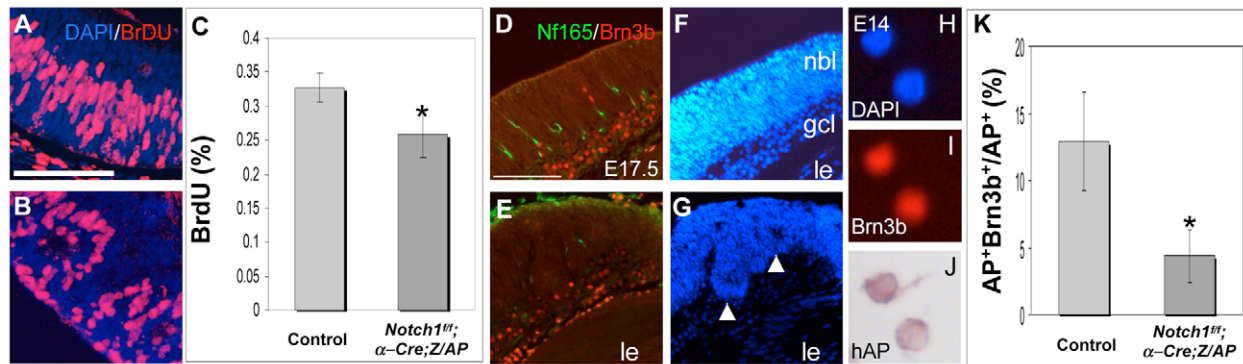 A
DAPI/BrDU
B
C
BrdU (%)
0.4
0.35
0.3
0.25
0.2
0.15
0.1
0.05
0
*
Control
Notch1f/f;
α–Cre;Z/AP
D
Nf165/Brn3b
E17.5
E
le
F
nbl
gcl
le
G
le
E14
H
DAPI
I
Brn3b
J
hAP
K
AP+Brn3b+/AP+ (%)
20
15
10
5
0
*
Control
Notch1f/f;
α–Cre;Z/AP